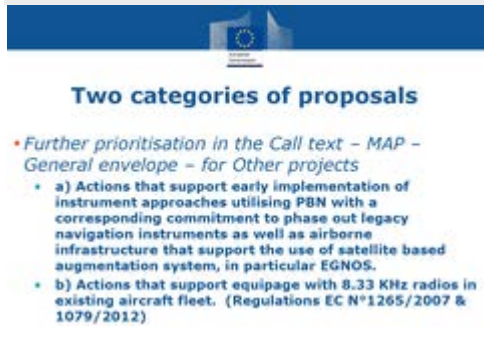 Two categories of proposals
• Further prioritisation in the Call text – MAP –
General envelope – for Other projects
• a) Actions that support early implementation of
instrument approaches utilising PBN with a
corresponding commitment to phase out legacy
navigation instruments as well as airborne
infrastructure that support the use of satellite based
augmentation system, in particular EGNOS.
• b) Actions that support equipage with 8.33 KHz radios in
existing aircraft fleet. (Regulations EC N°1265/2007 &
1079/2012)